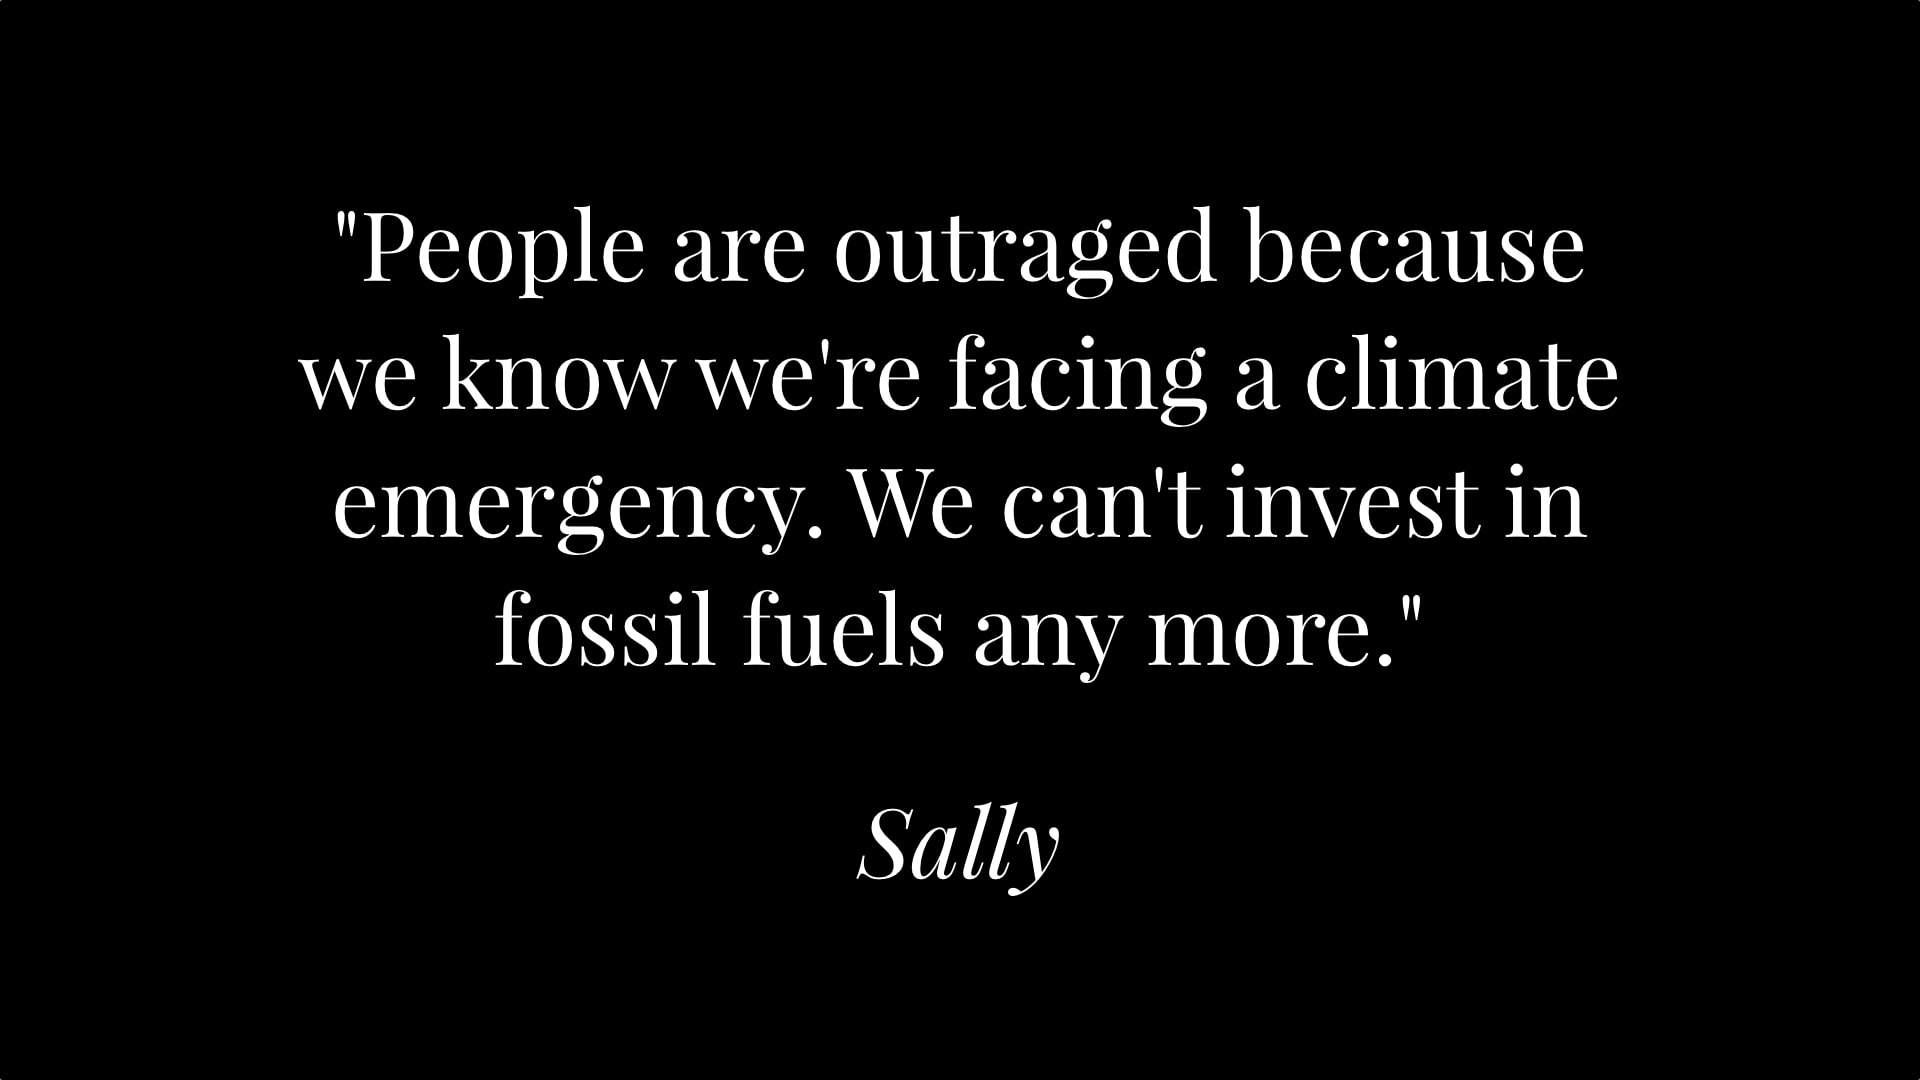 "People are outraged because
we know we're facing a climate
emergency. We can't invest in
fossil fuels any more."
Sally